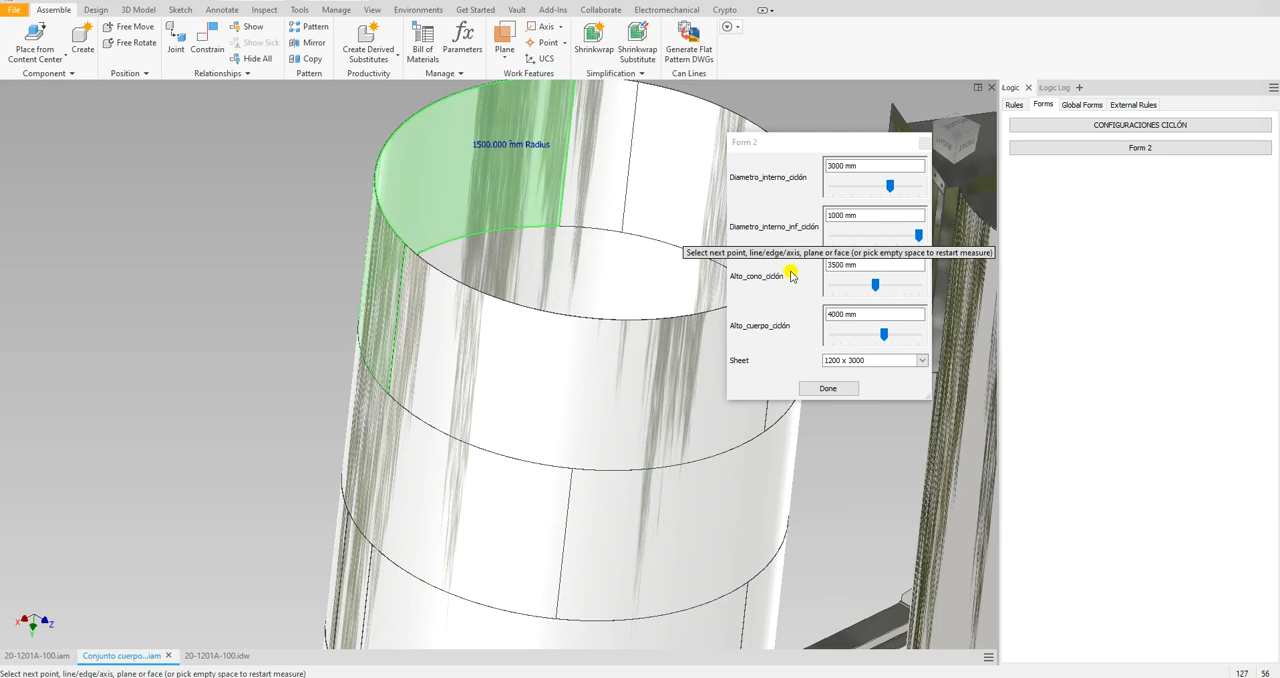 File Assemble Design 3D Model Sketch Annotate Inspect Tools Manage View Environments Get Started Vault Add-Ins Collaborate Electromechanical Crypto
Place from
Content Center
Create
Component
Free Move
Free Rotate
Position
Joint
Constrain
Show
Show Sick
Hide All
Relationships
Pattern
Mirror
Copy
Pattern
Create Derived
Substitutes
Productivity
Bill of
Materials
Parameters
Manage
Plane
Axis
Point
UCS
Work Features
Shrinkwrap
Shrinkwrap
Substitute
Simplification
Generate Flat
Pattern DWGs
Can Lines
iLogic
iLogic Log
Rules Forms Global Forms External Rules
CONFIGURACIONES CICLÓN
Form 2
1500.000 mm Radius
Form 2
Diametro_interno_ciclón
3000 mm
Diametro_interno_inf_ciclón
1000 mm
Select next point, line/edge/axis, plane or face (or pick empty space to restart measure)
Alto_cono_ciclón
3500 mm
Alto_cuerpo_ciclón
4000 mm
Sheet
1200 x 3000
Done
X
Y
Z
20-1201A-100.iam Conjunto cuerpo...iam 20-1201A-100.idw
Select next point, line/edge/axis, plane or face (or pick empty space to restart measure)
127 56